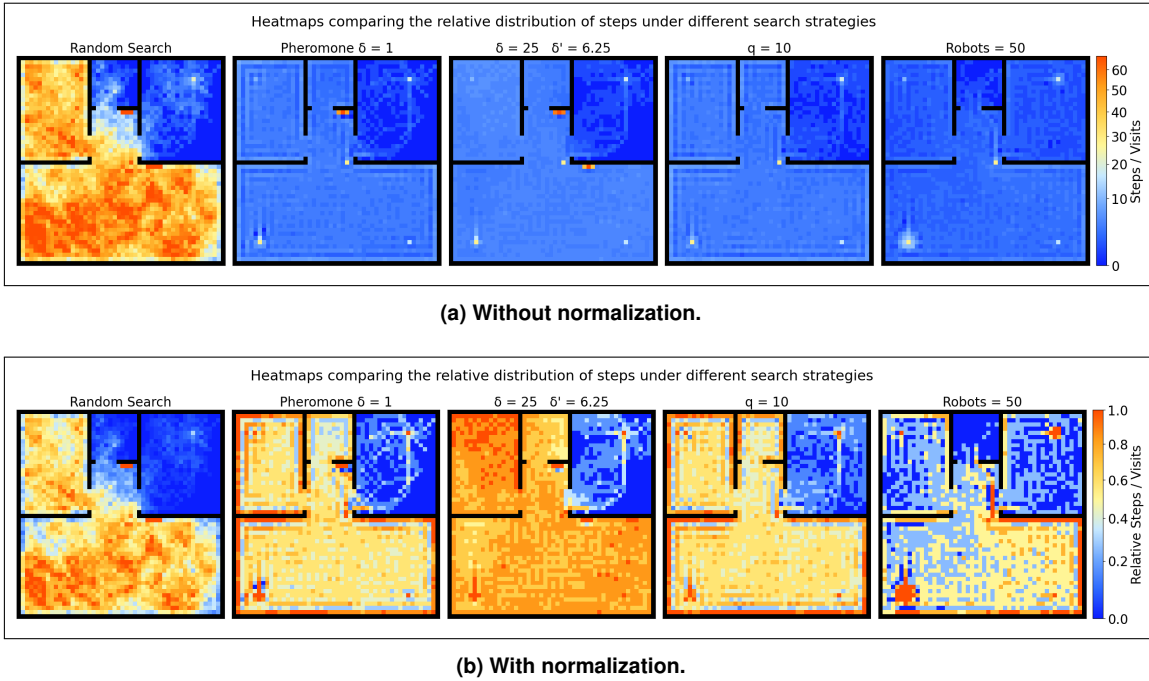 Heatmaps comparing the relative distribution of steps under different search strategies
Random Search
Pheromone δ = 1
δ = 25 δ' = 6.25
q = 10
Robots = 50
60
50
40
30
20
10
0
Steps / Visits
(a) Without normalization.
Heatmaps comparing the relative distribution of steps under different search strategies
Random Search
Pheromone δ = 1
δ = 25 δ' = 6.25
q = 10
Robots = 50
1.0
0.8
0.6
0.4
0.2
0.0
Relative Steps / Visits
(b) With normalization.